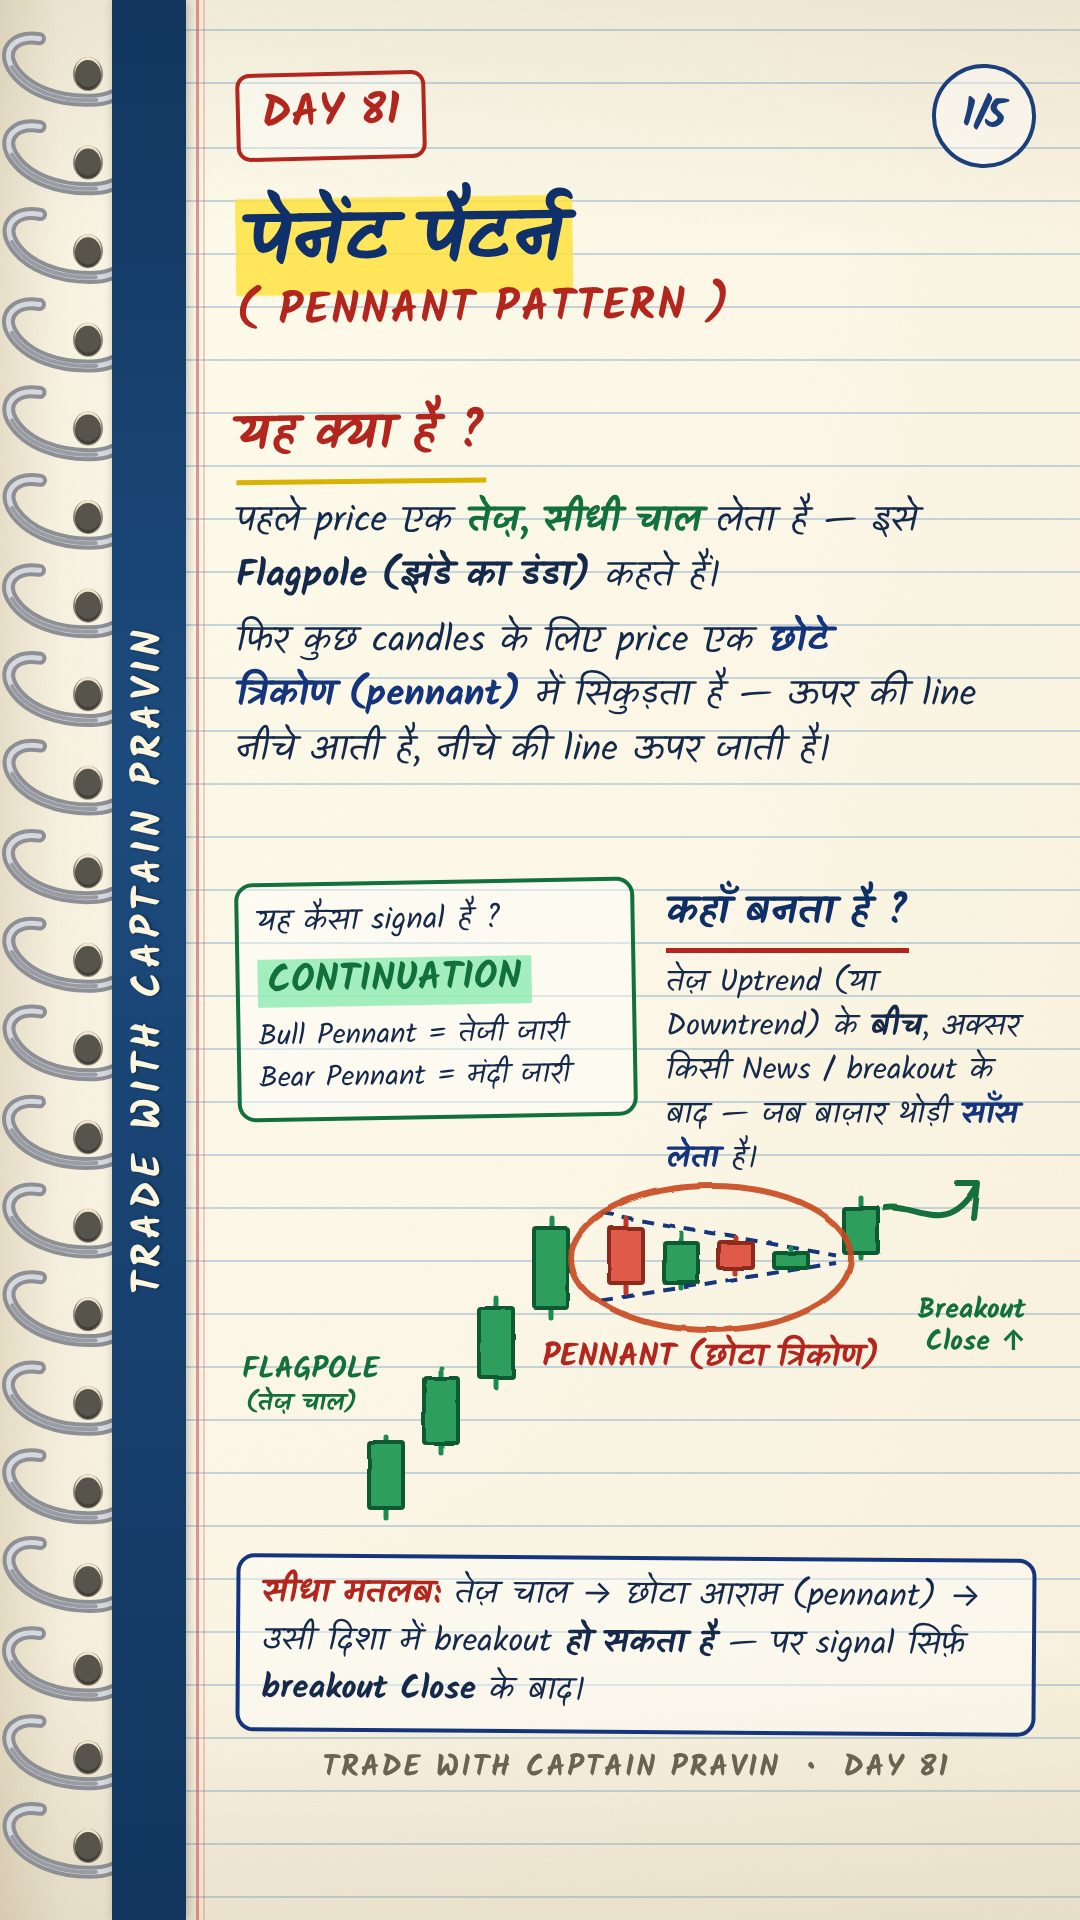 DAY 81
1/5
पेनेंट पैटर्न
( PENNANT PATTERN )
यह क्या है ?
पहले price एक तेज़, सीधी चाल लेता है — इसे
Flagpole (झंडे का डंडा) कहते हैं।
फिर कुछ candles के लिए price एक छोटे
त्रिकोण (pennant) में सिकुड़ता है — ऊपर की line
नीचे आती है, नीचे की line ऊपर जाती है।
यह कैसा signal है ?
CONTINUATION
Bull Pennant = तेजी जारी
Bear Pennant = मंदी जारी
कहाँ बनता है ?
तेज़ Uptrend (या
Downtrend) के बीच, अक्सर
किसी News / breakout के
बाद — जब बाज़ार थोड़ी साँस
लेता है।
Breakout
Close ↑
PENNANT (छोटा त्रिकोण)
FLAGPOLE
(तेज़ चाल)
सीधा मतलब: तेज़ चाल → छोटा आराम (pennant) →
उसी दिशा में breakout हो सकता है — पर signal सिर्फ़
breakout Close के बाद।
TRADE WITH CAPTAIN PRAVIN · DAY 81
TRADE WITH CAPTAIN PRAVIN